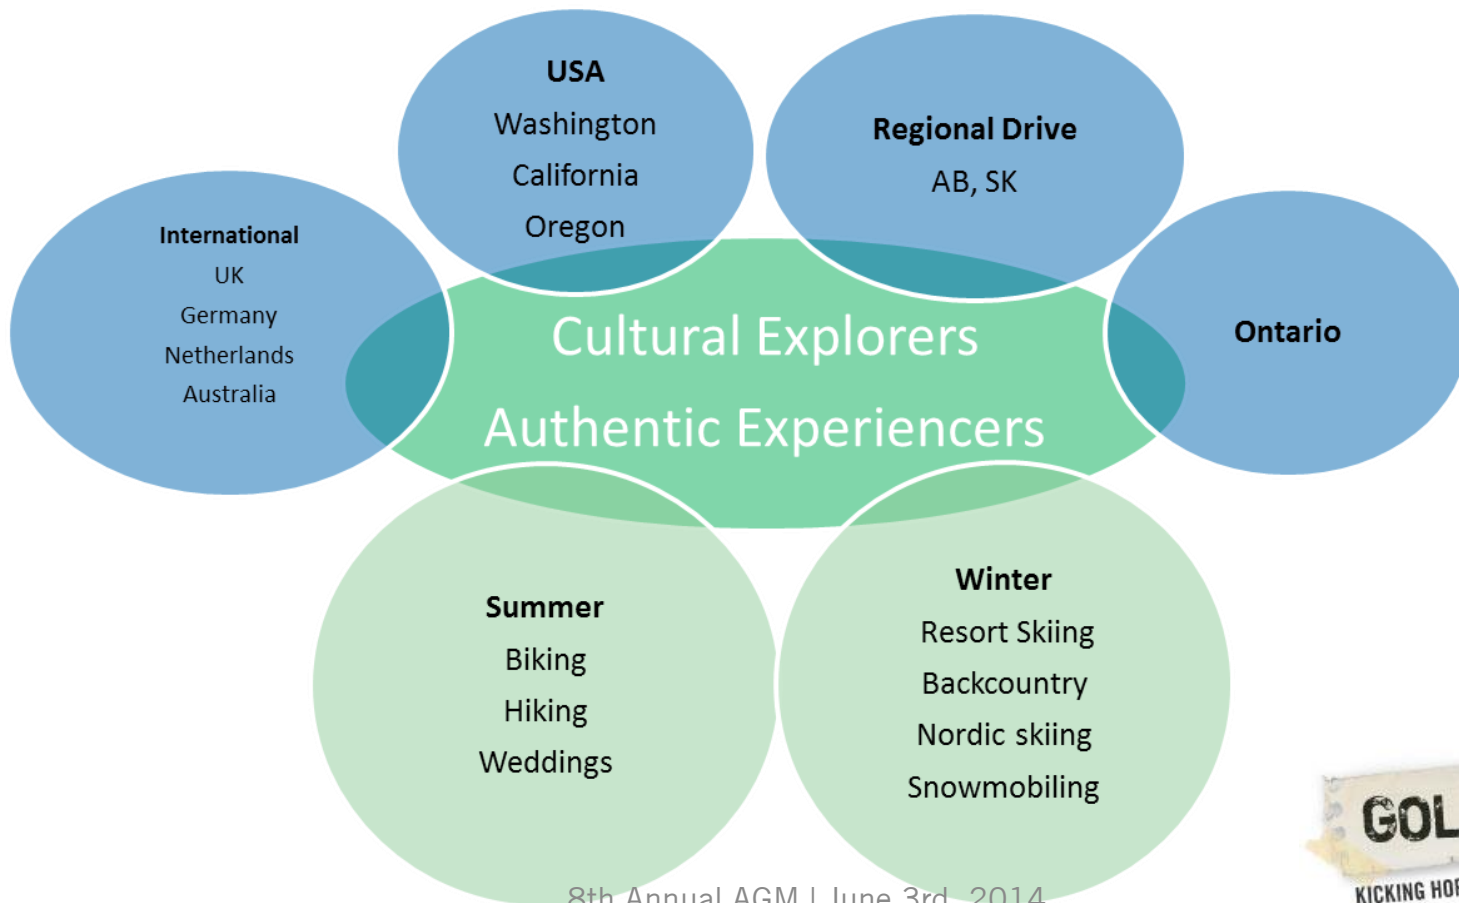 USA
Washington
California
Oregon
Regional Drive
AB, SK
International
UK
Germany
Netherlands
Australia
Ontario
Cultural Explorers
Authentic Experiencers
Summer
Biking
Hiking
Weddings
Winter
Resort Skiing
Backcountry
Nordic skiing
Snowmobiling
8th Annual AGM | June 3rd, 2014
KICKING